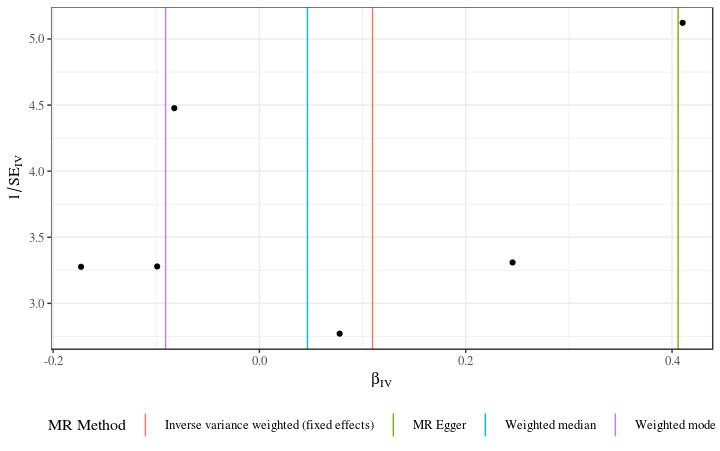 5.0
4.5
4.0
3.5
3.0
1/SE_IV
-0.2 0.0 0.2 0.4
β_IV
MR Method Inverse variance weighted (fixed effects) MR Egger Weighted median Weighted mode